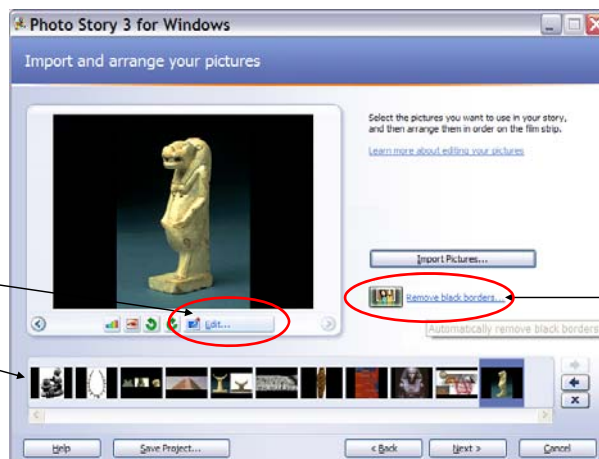 Photo Story 3 for Windows
Import and arrange your pictures
Select the pictures you want to use in your story,
and then arrange them in order on the film strip.
Learn more about editing your pictures
Import Pictures...
Remove black borders...
Edit...
Automatically remove black borders
Help
Save Project...
< Back
Next >
Cancel